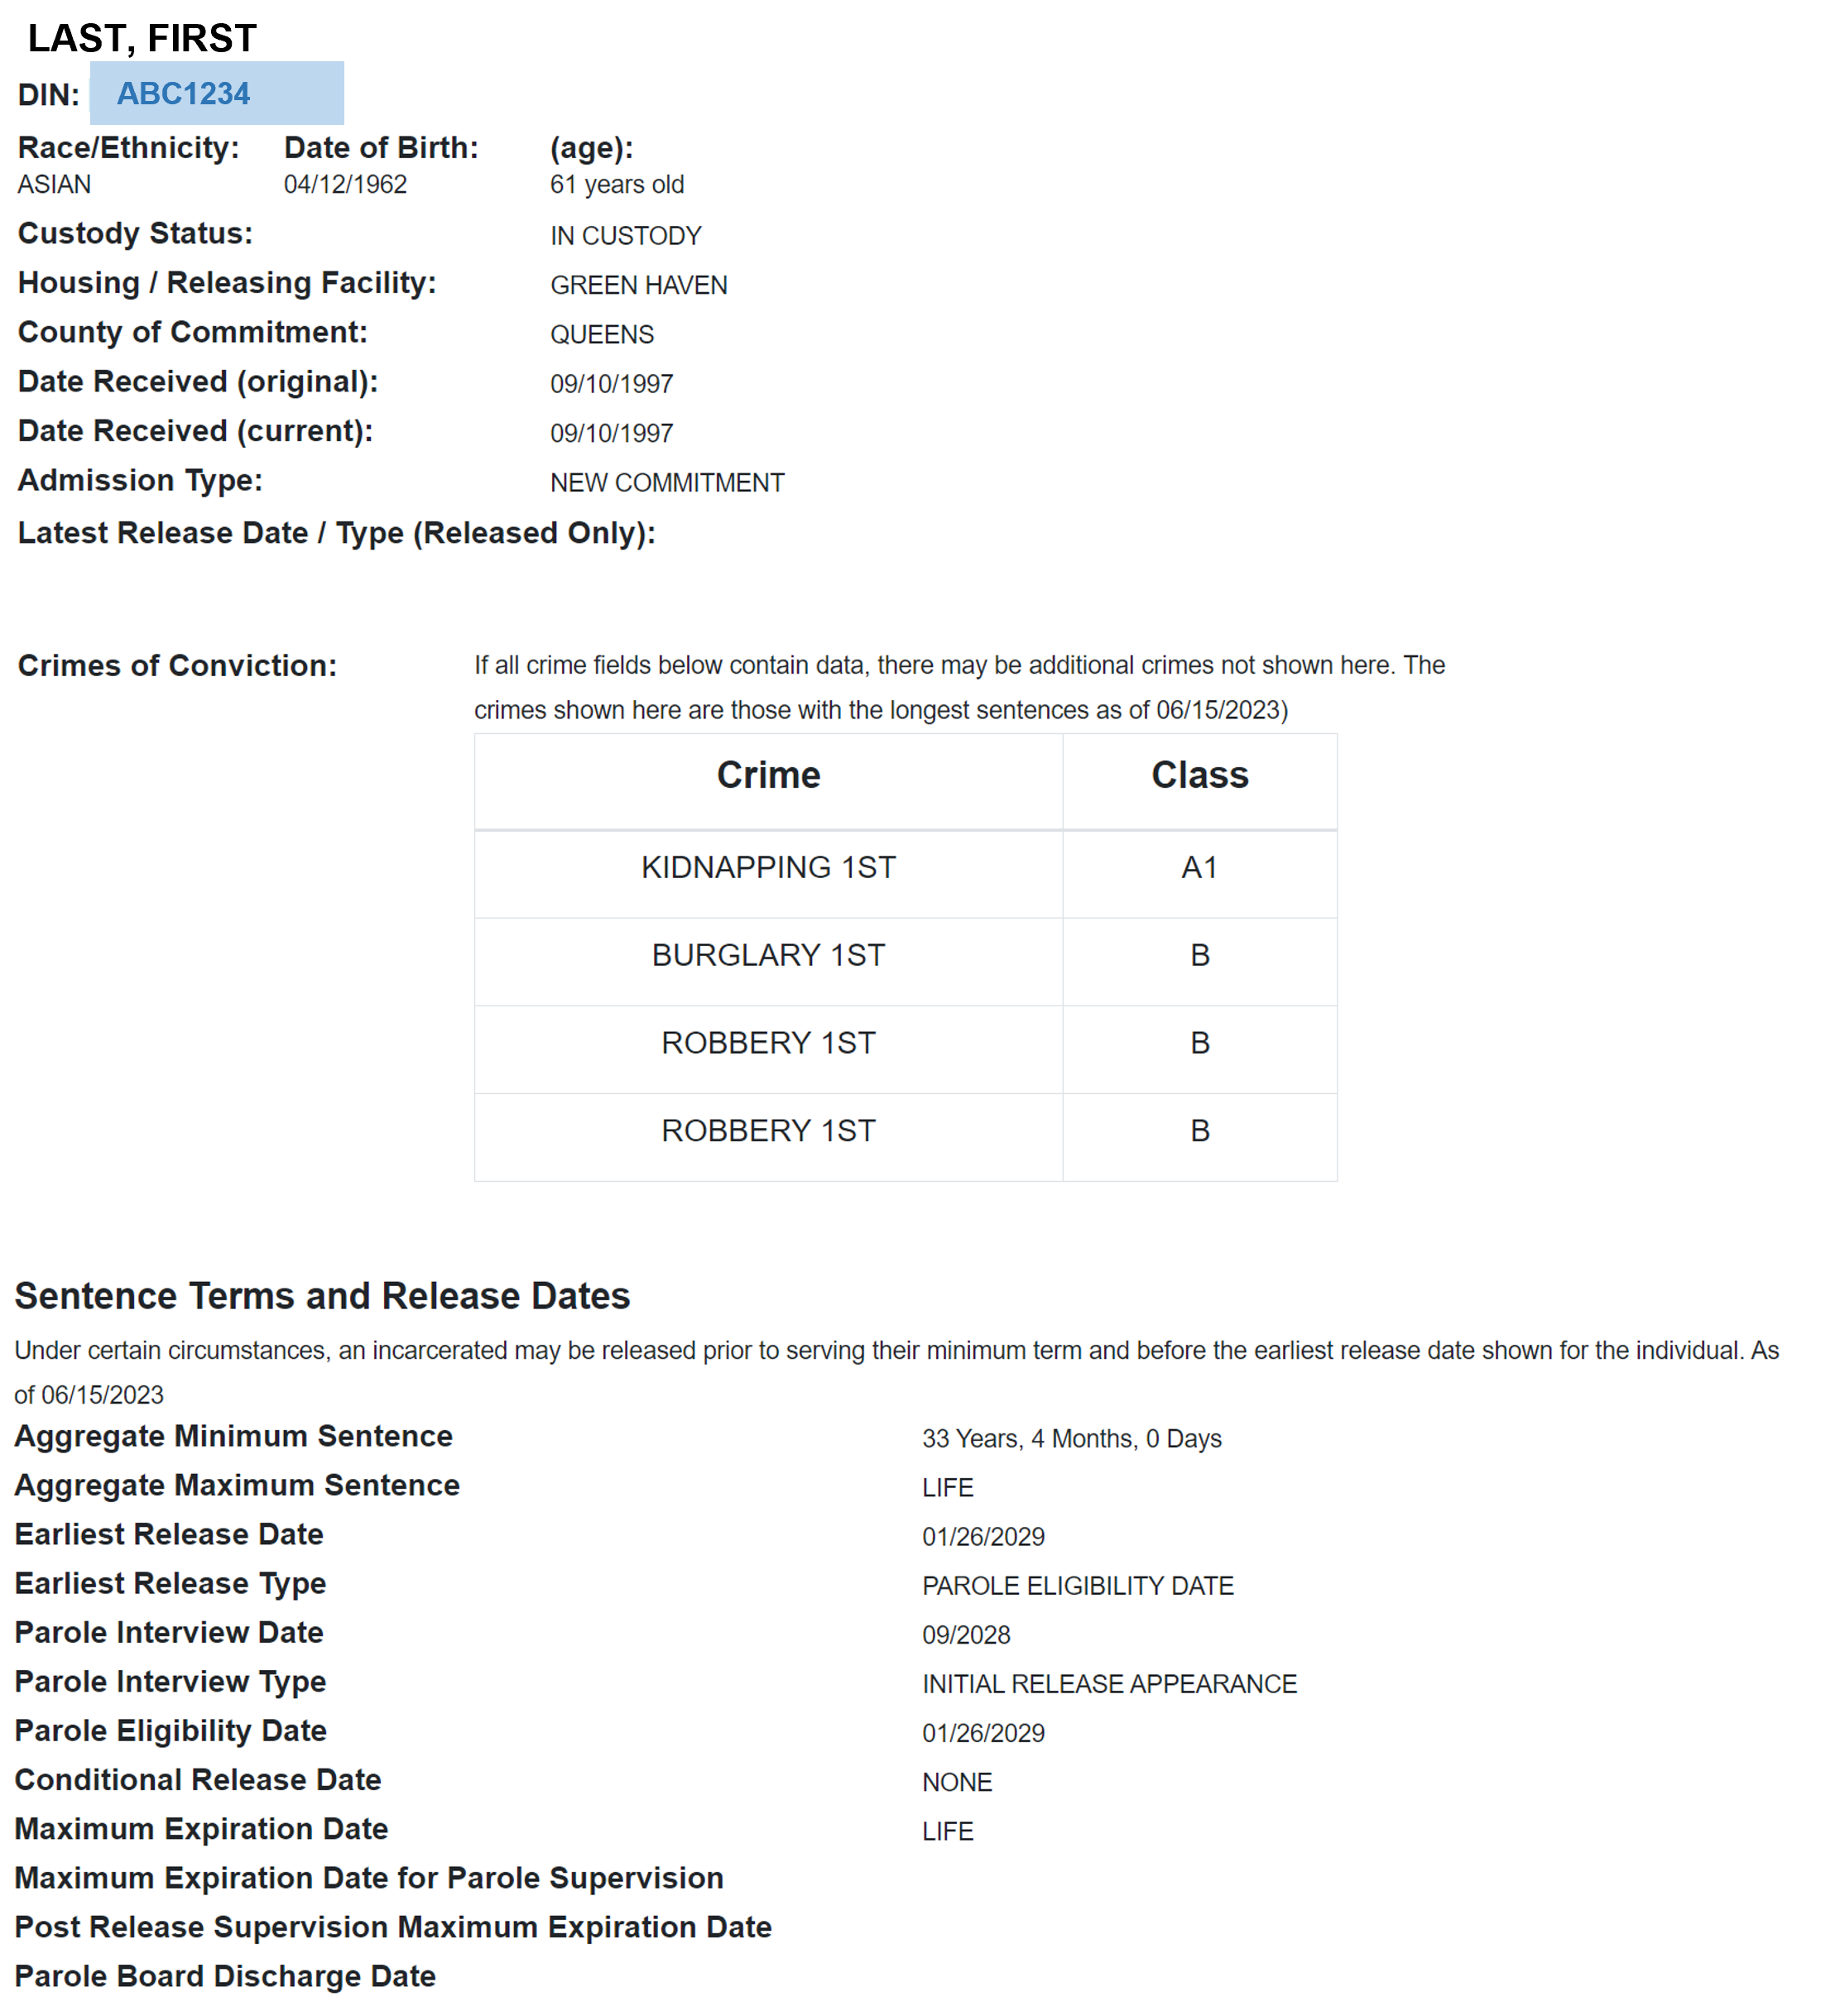 LAST, FIRST
DIN: ABC1234
Race/Ethnicity: Date of Birth: (age):
ASIAN 04/12/1962 61 years old
Custody Status: IN CUSTODY
Housing / Releasing Facility: GREEN HAVEN
County of Commitment: QUEENS
Date Received (original): 09/10/1997
Date Received (current): 09/10/1997
Admission Type: NEW COMMITMENT
Latest Release Date / Type (Released Only):
Crimes of Conviction: If all crime fields below contain data, there may be additional crimes not shown here. The
crimes shown here are those with the longest sentences as of 06/15/2023)
Crime Class
KIDNAPPING 1ST A1
BURGLARY 1ST B
ROBBERY 1ST B
ROBBERY 1ST B
Sentence Terms and Release Dates
Under certain circumstances, an incarcerated may be released prior to serving their minimum term and before the earliest release date shown for the individual. As
of 06/15/2023
Aggregate Minimum Sentence 33 Years, 4 Months, 0 Days
Aggregate Maximum Sentence LIFE
Earliest Release Date 01/26/2029
Earliest Release Type PAROLE ELIGIBILITY DATE
Parole Interview Date 09/2028
Parole Interview Type INITIAL RELEASE APPEARANCE
Parole Eligibility Date 01/26/2029
Conditional Release Date NONE
Maximum Expiration Date LIFE
Maximum Expiration Date for Parole Supervision
Post Release Supervision Maximum Expiration Date
Parole Board Discharge Date